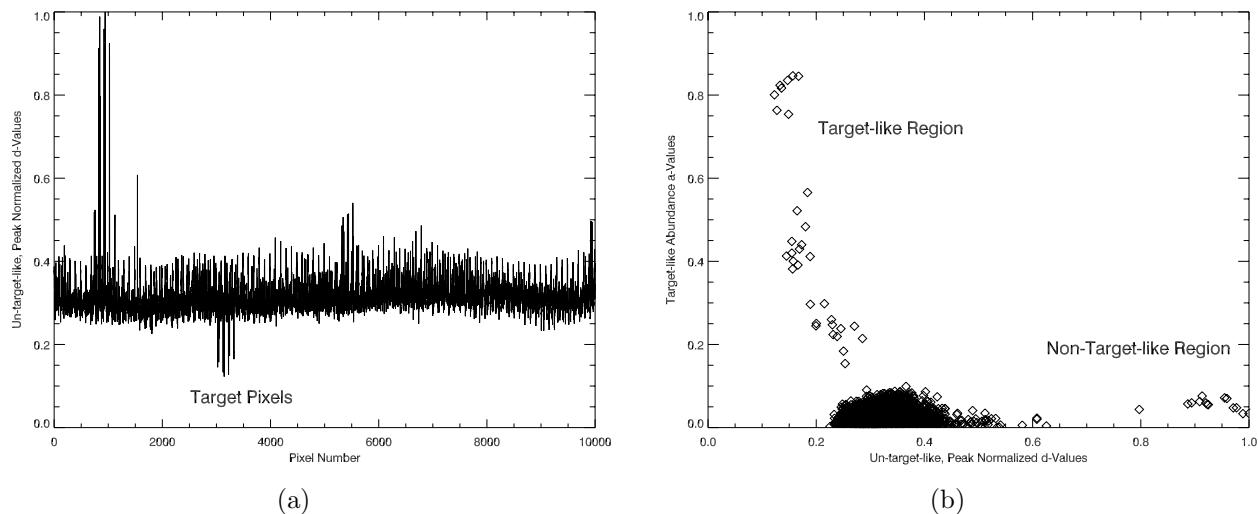 1.0
0.8
0.6
0.4
0.2
0.0
Un-target-like, Peak Normalized d-Values
Target Pixels
0
2000
4000
6000
8000
10000
Pixel Number
(a)
1.0
0.8
0.6
0.4
0.2
0.0
Target-like Abundance a-Values
Target-like Region
Non-Target-like Region
0.0
0.2
0.4
0.6
0.8
1.0
Un-target-like, Peak Normalized d-Values
(b)